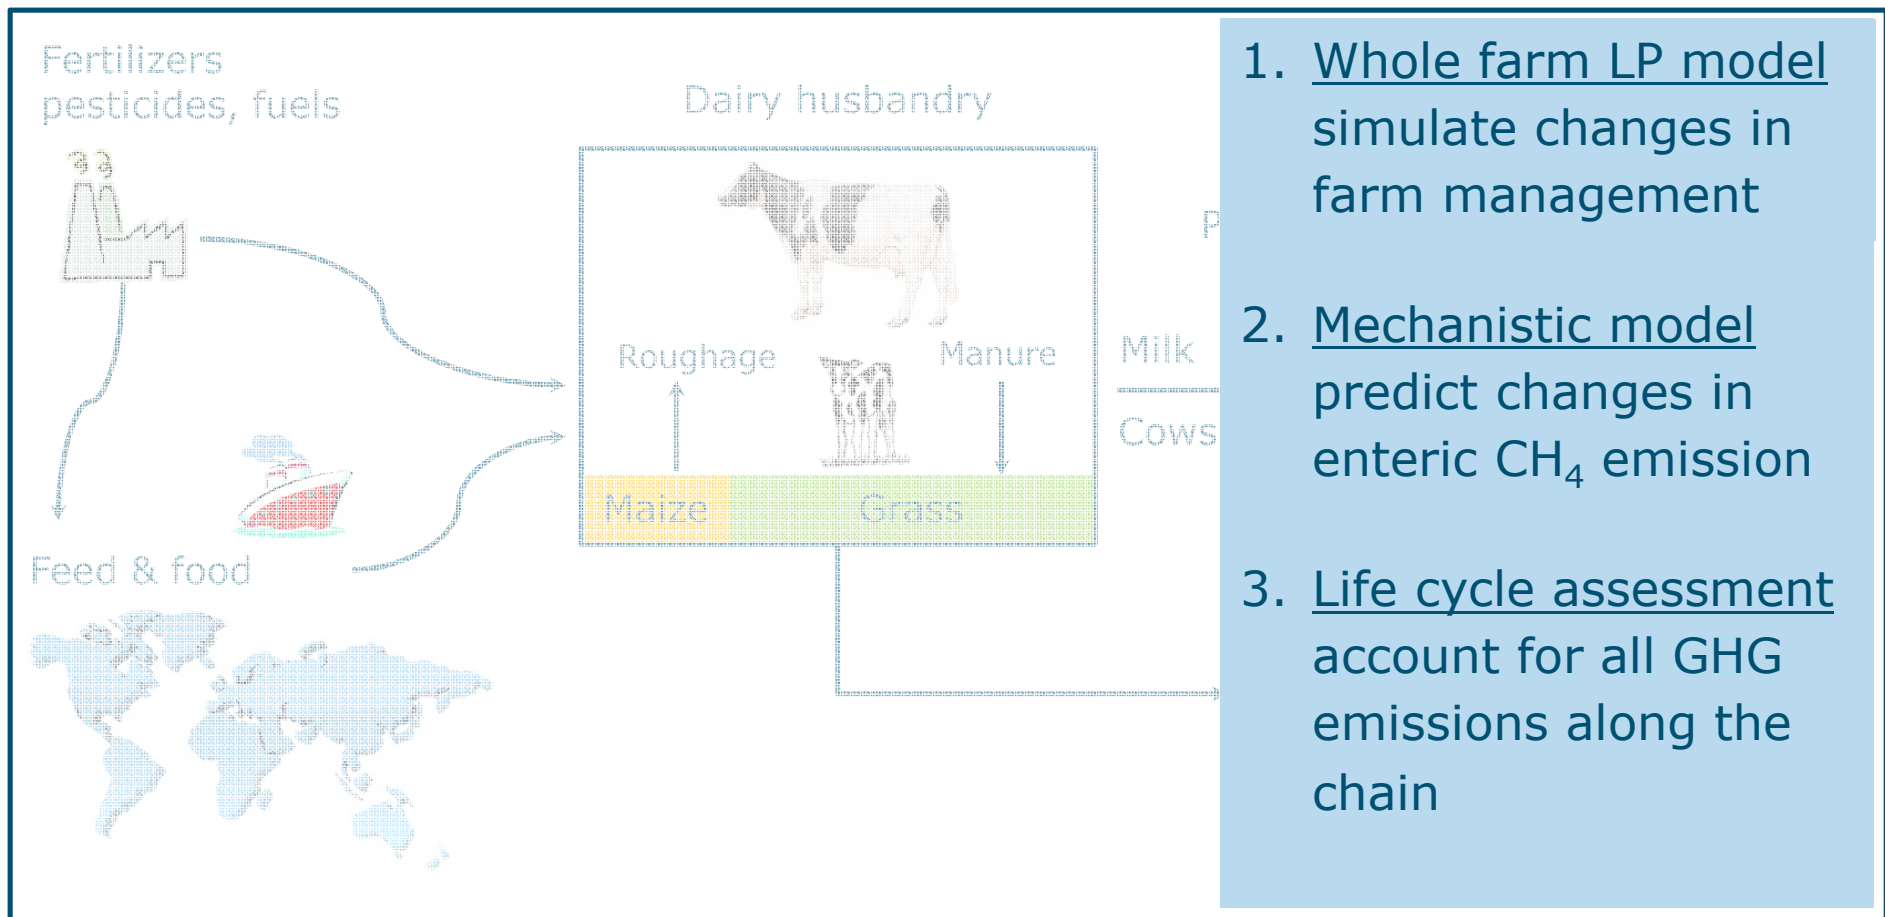 Fertilizers
pesticides, fuels
Dairy husbandry
Roughage
Manure
Milk
Cows
Maize
Grass
Feed & food
1. Whole farm LP model
simulate changes in
farm management
2. Mechanistic model
predict changes in
enteric CH₄ emission
3. Life cycle assessment
account for all GHG
emissions along the
chain